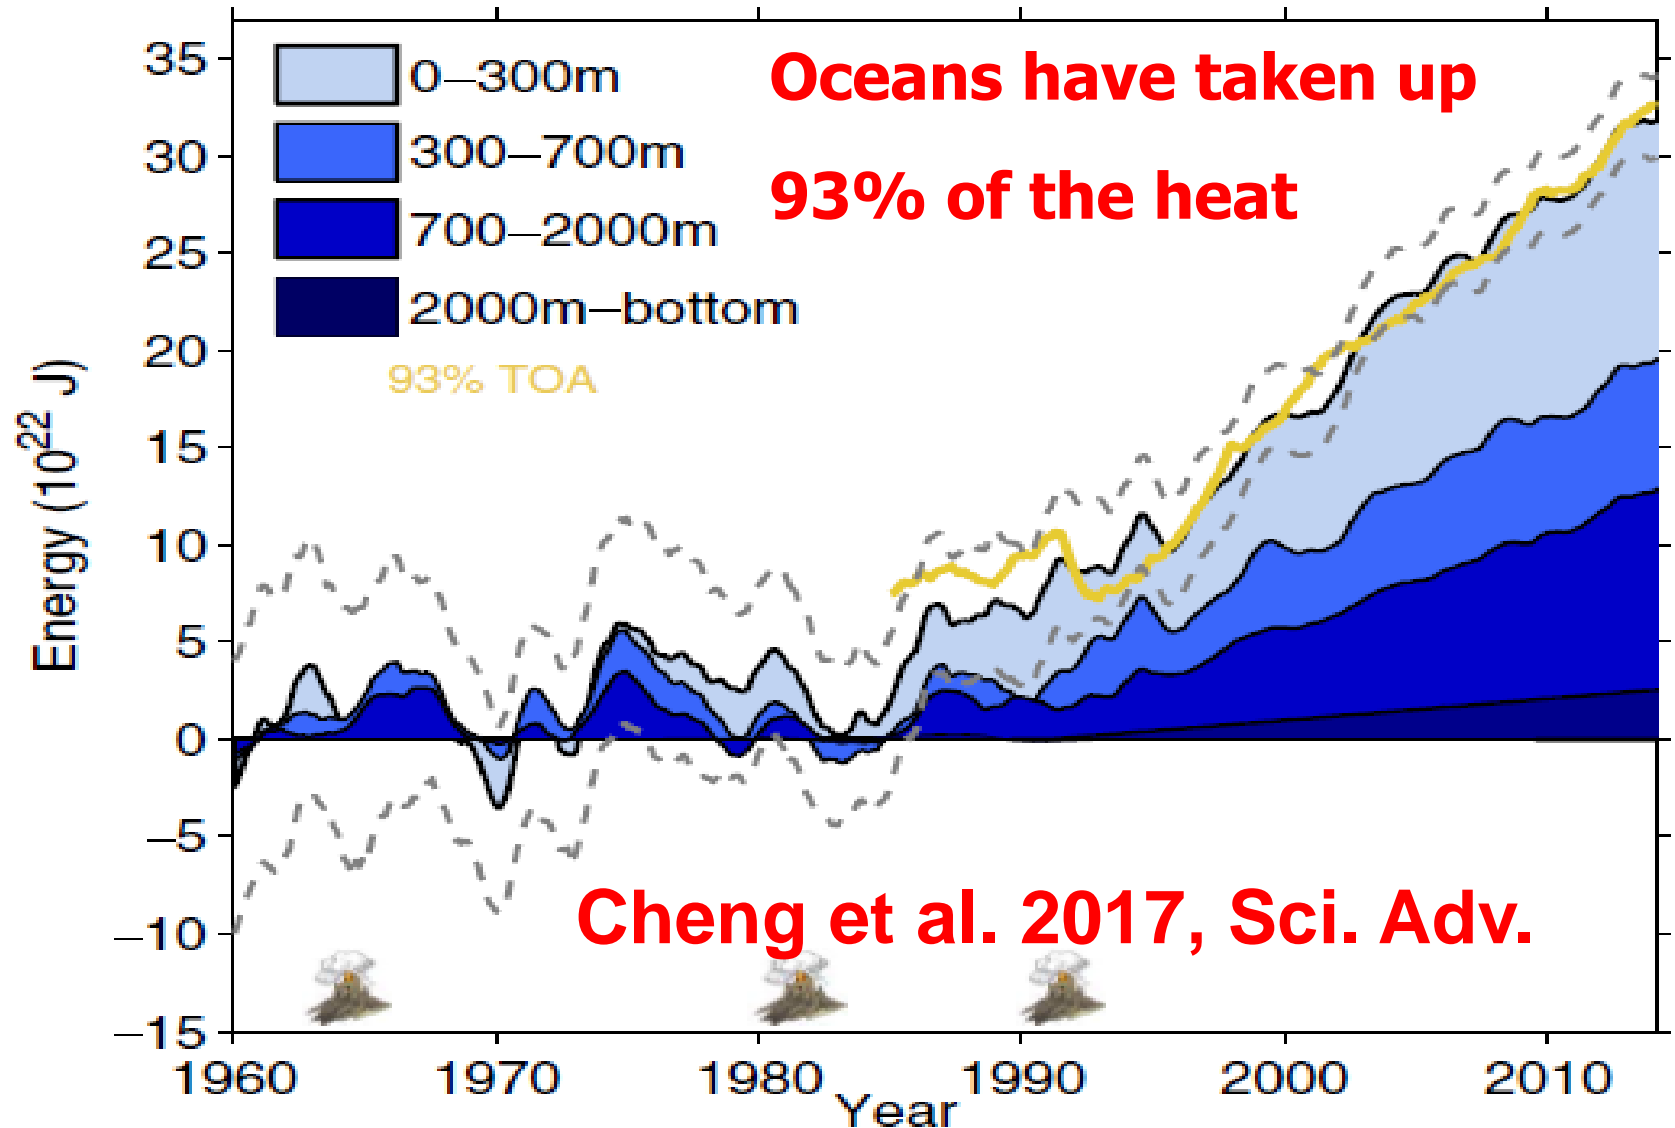 35
30
25
20
15
10
5
0
−5
−10
−15
Energy (10²² J)
0−300m
300−700m
700−2000m
2000m−bottom
93% TOA
Oceans have taken up
93% of the heat
Cheng et al. 2017, Sci. Adv.
1960 1970 1980 1990 2000 2010
Year